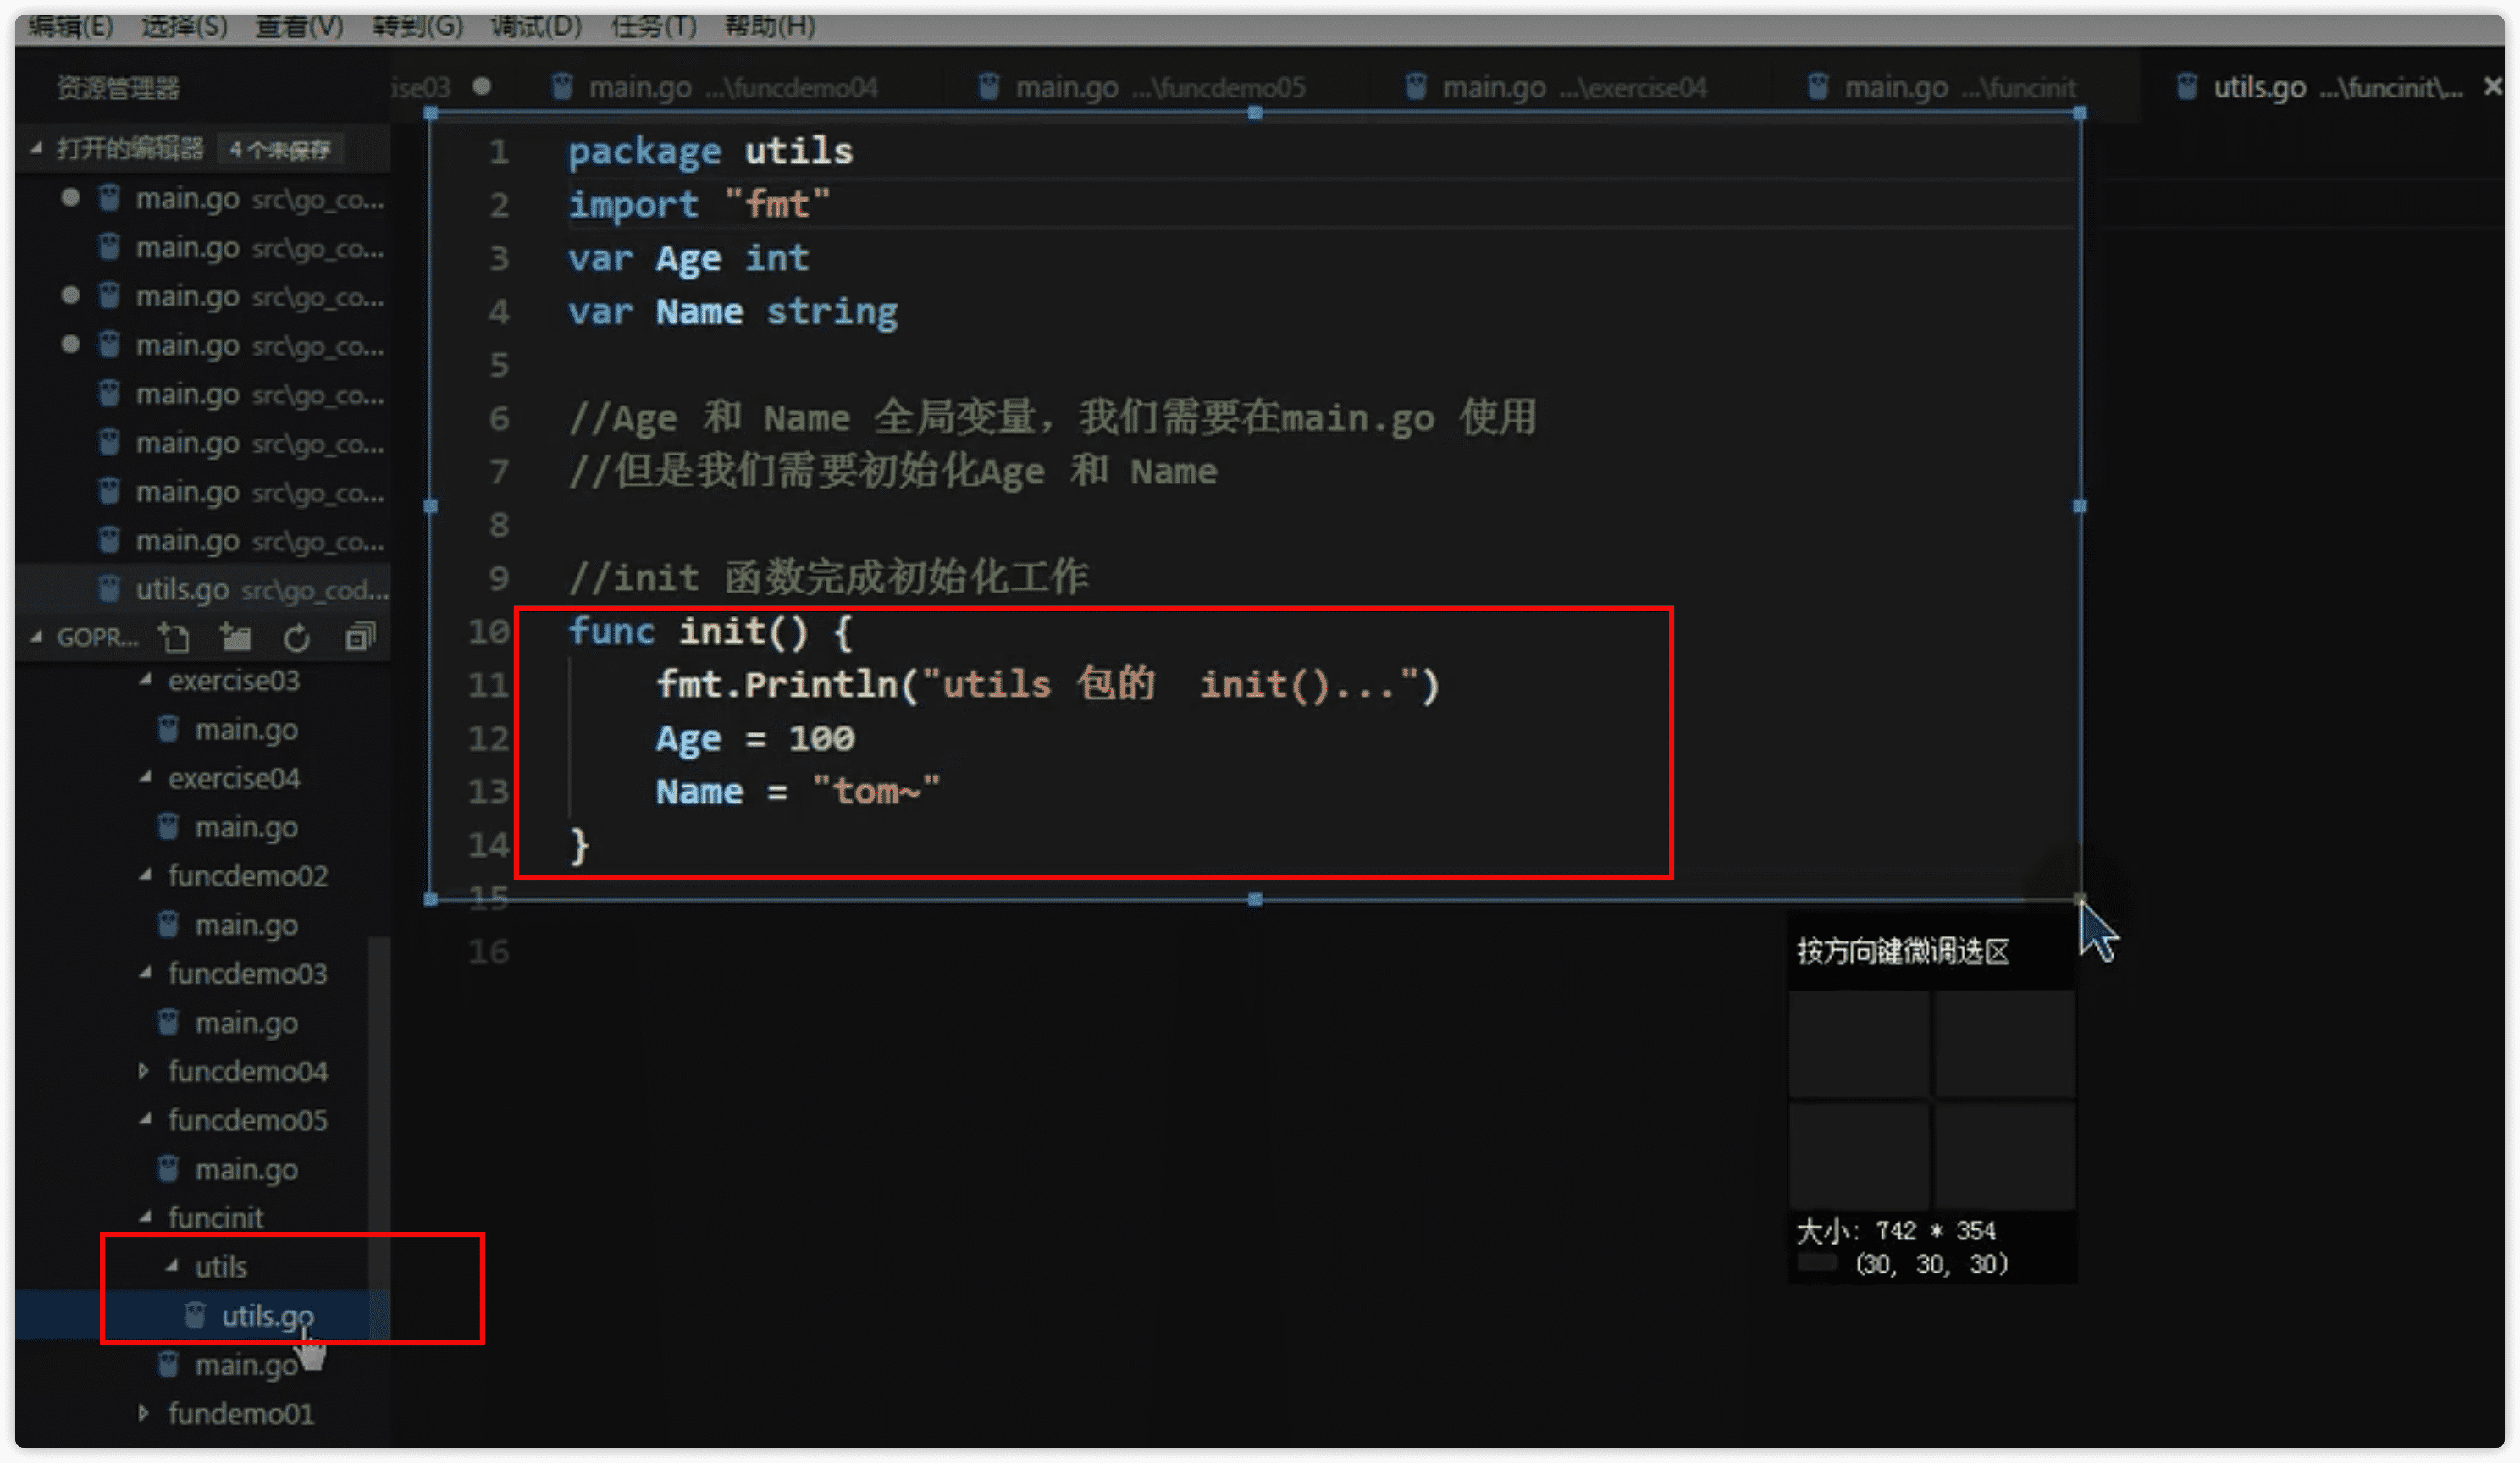 编辑(E) 选择(S) 查看(V) 转到(G) 调试(D) 任务(T) 帮助(H)
资源管理器
ise03 main.go ...\funcdemo04 main.go ...\funcdemo05 main.go ...\exercise04 main.go ...\funcinit utils.go ...\funcinit\...
打开的编辑器 4 个未保存
main.go src\go_co...
main.go src\go_co...
main.go src\go_co...
main.go src\go_co...
main.go src\go_co...
main.go src\go_co...
main.go src\go_co...
main.go src\go_co...
utils.go src\go_cod...
GOPR...
exercise03
main.go
exercise04
main.go
funcdemo02
main.go
funcdemo03
main.go
funcdemo04
funcdemo05
main.go
funcinit
utils
utils.go
main.go
fundemo01
1 package utils
2 import "fmt"
3 var Age int
4 var Name string
5
6 //Age 和 Name 全局变量，我们需要在main.go 使用
7 //但是我们需要初始化Age 和 Name
8
9 //init 函数完成初始化工作
10 func init() {
11 fmt.Println("utils 包的  init()...")
12 Age = 100
13 Name = "tom~"
14 }
15
16
按方向键微调选区
大小: 742 * 354
(30, 30, 30)